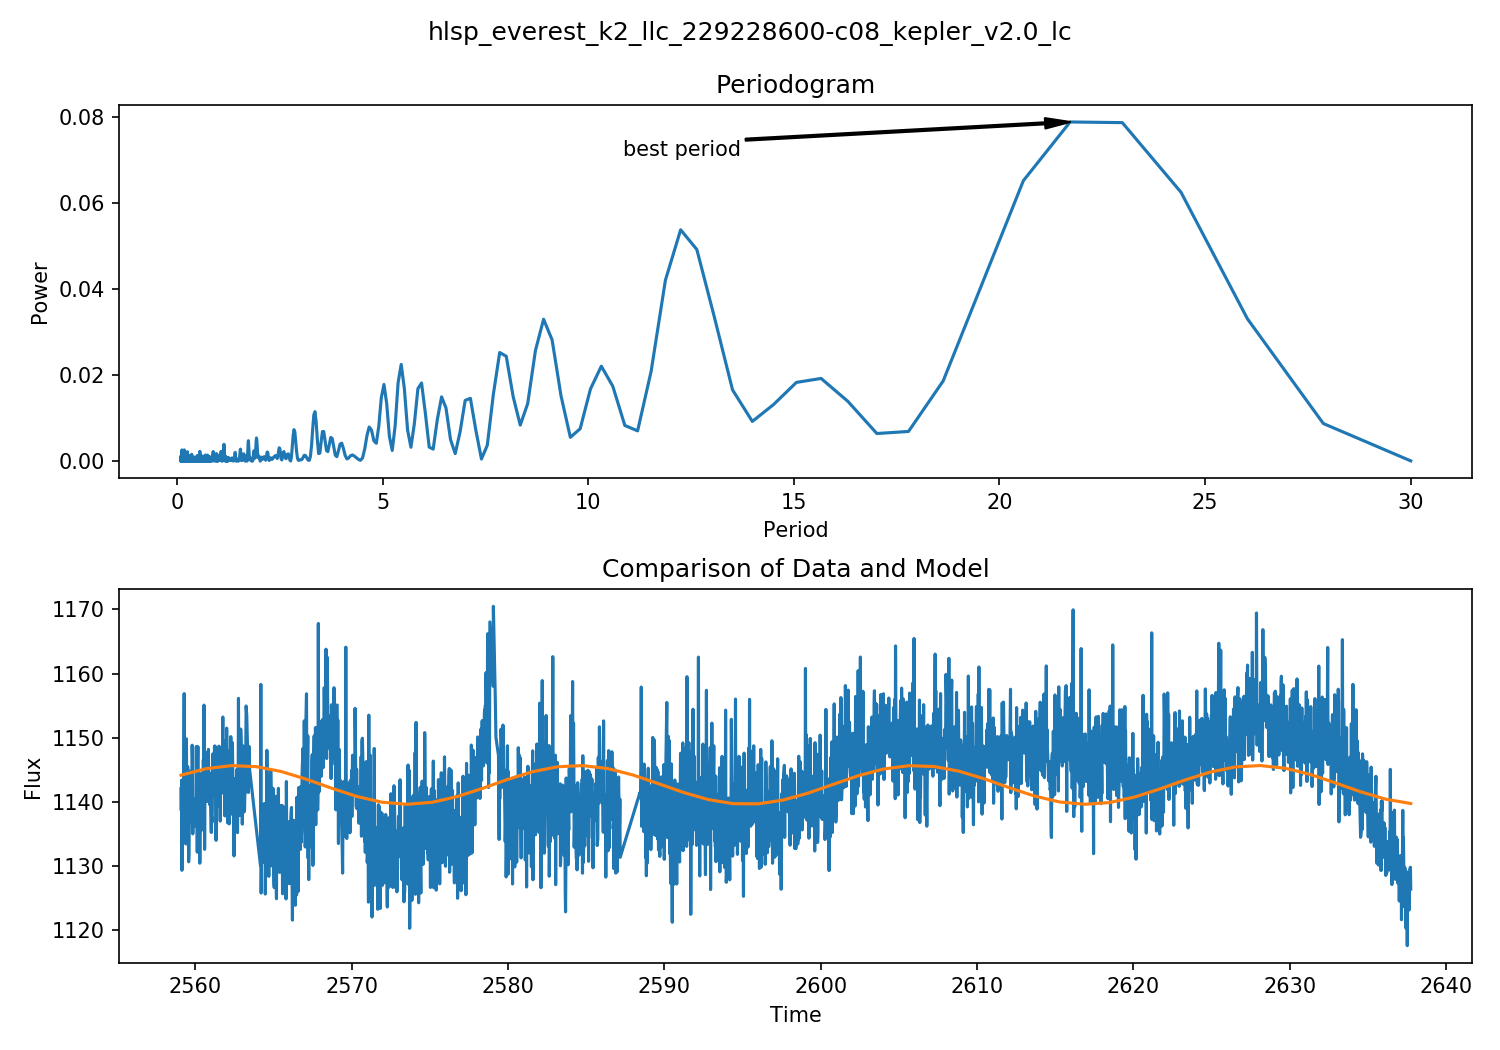 hlsp_everest_k2_llc_229228600-c08_kepler_v2.0_lc
Periodogram
0.08
0.06
0.04
0.02
0.00
Power
best period
0 5 10 15 20 25 30
Period
Comparison of Data and Model
1170
1160
1150
1140
1130
1120
Flux
2560 2570 2580 2590 2600 2610 2620 2630 2640
Time